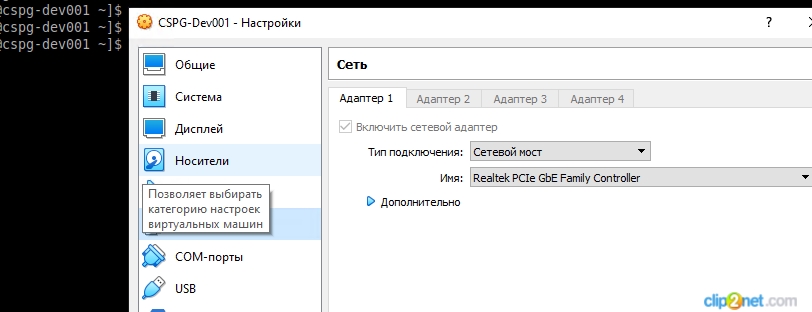 @cspg-dev001 ~]$
@cspg-dev001 ~]$
@cspg-dev001 ~]$
CSPG-Dev001 - Настройки
Общие
Система
Дисплей
Носители
Позволяет выбирать
категорию настроек
виртуальных машин
COM-порты
USB
Сеть
Адаптер 1
Адаптер 2
Адаптер 3
Адаптер 4
Включить сетевой адаптер
Тип подключения: Сетевой мост
Имя: Realtek PCIe GbE Family Controller
Дополнительно
clip2net.com